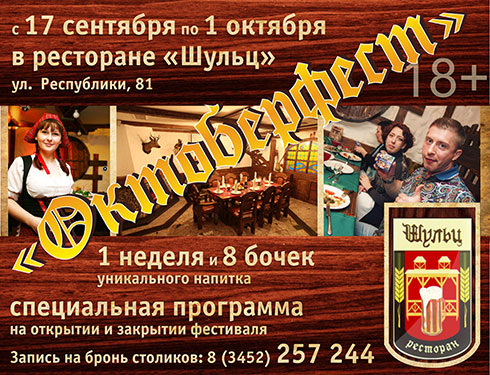 с 17 сентября по 1 октября
в ресторане «Шульц»
ул. Республики, 81
18+
«Октоберфест»
1 неделя и 8 бочек
уникального напитка
специальная программа
на открытии и закрытии фестиваля
Запись на бронь столиков: 8 (3452) 257 244
Шульц
ресторан